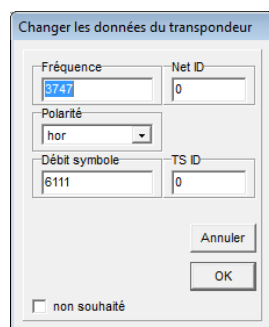 Changer les données du transpondeur
Fréquence
Net ID
3747
0
Polarité
hor
Débit symbole
TS ID
6111
0
Annuler
OK
non souhaité